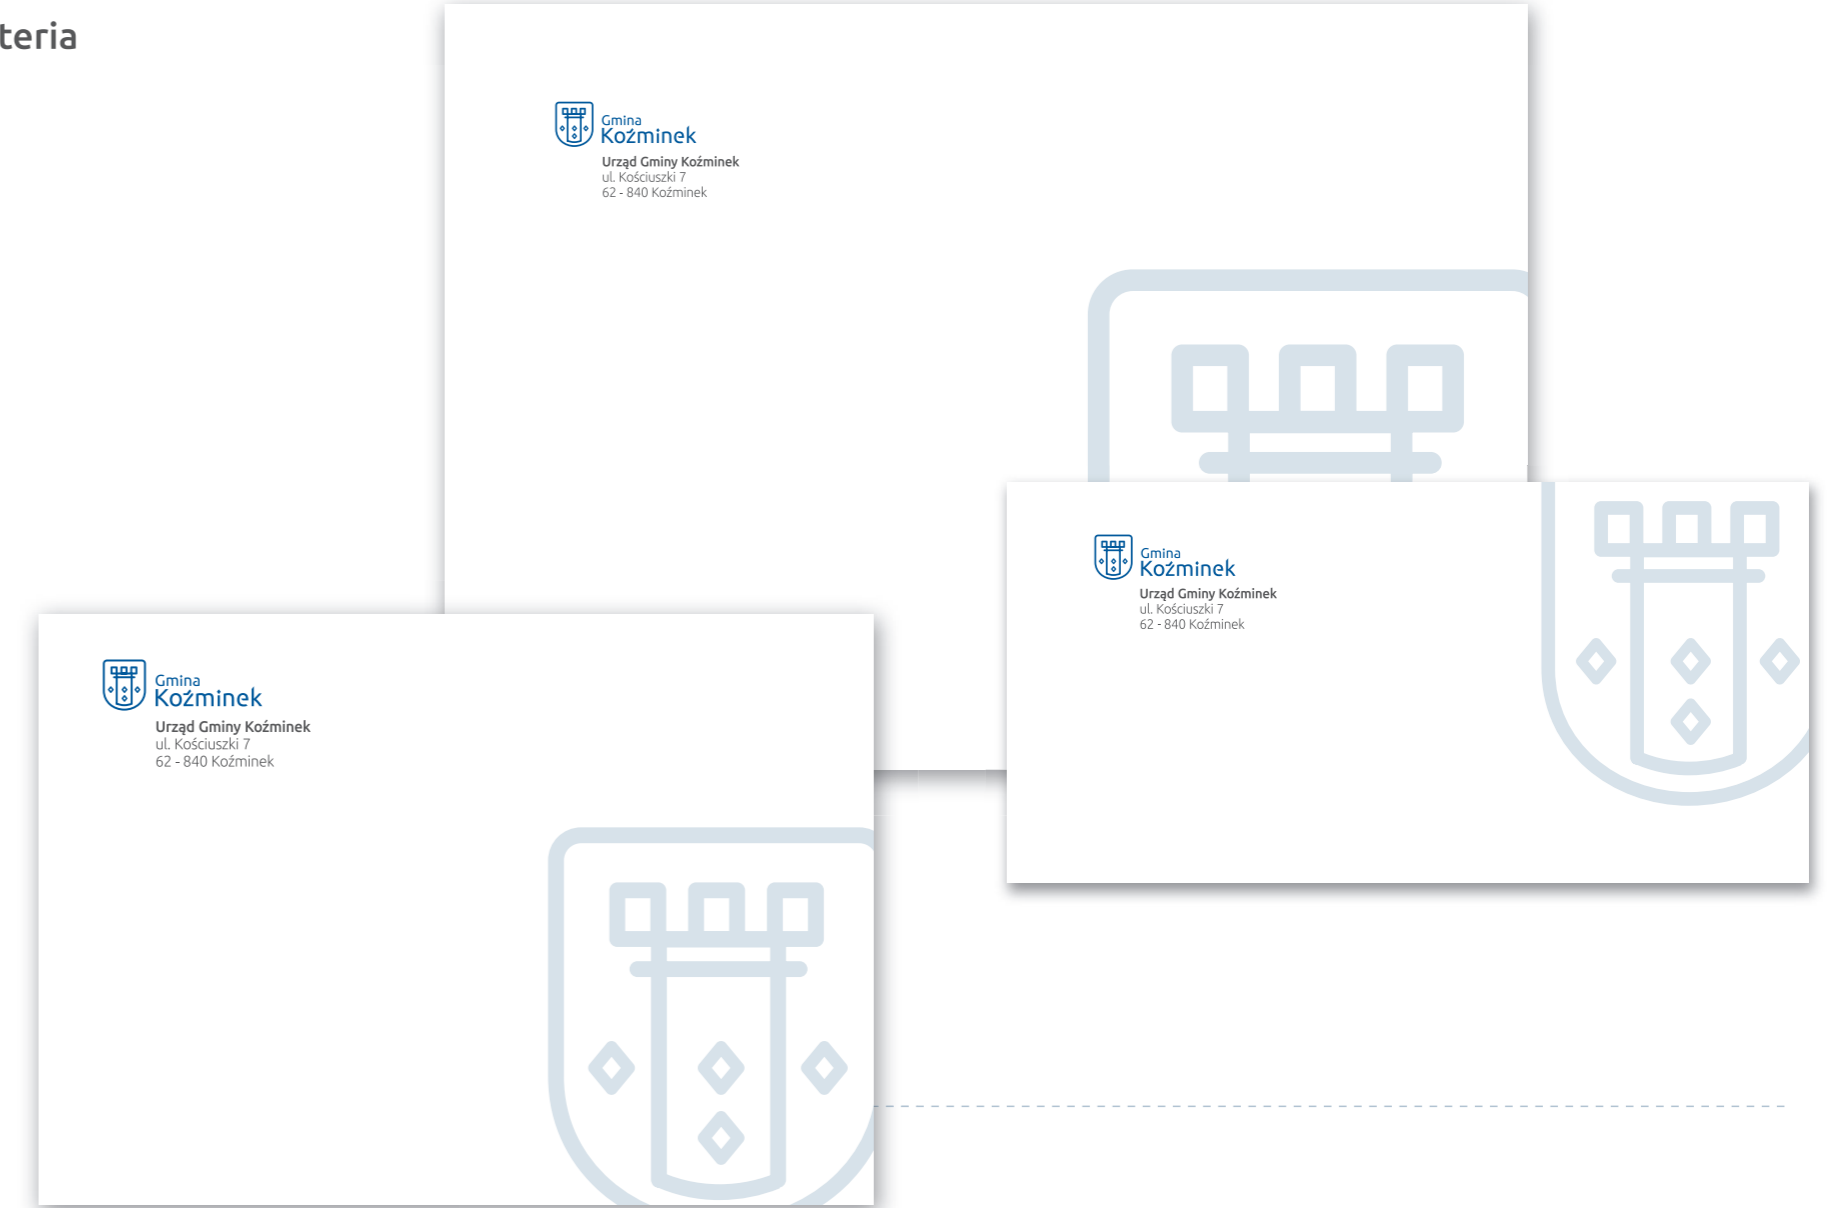 teria
Gmina
Koźminek
Urząd Gminy Koźminek
ul. Kościuszki 7
62 - 840 Koźminek
Gmina
Koźminek
Urząd Gminy Koźminek
ul. Kościuszki 7
62 - 840 Koźminek
Gmina
Koźminek
Urząd Gminy Koźminek
ul. Kościuszki 7
62 - 840 Koźminek